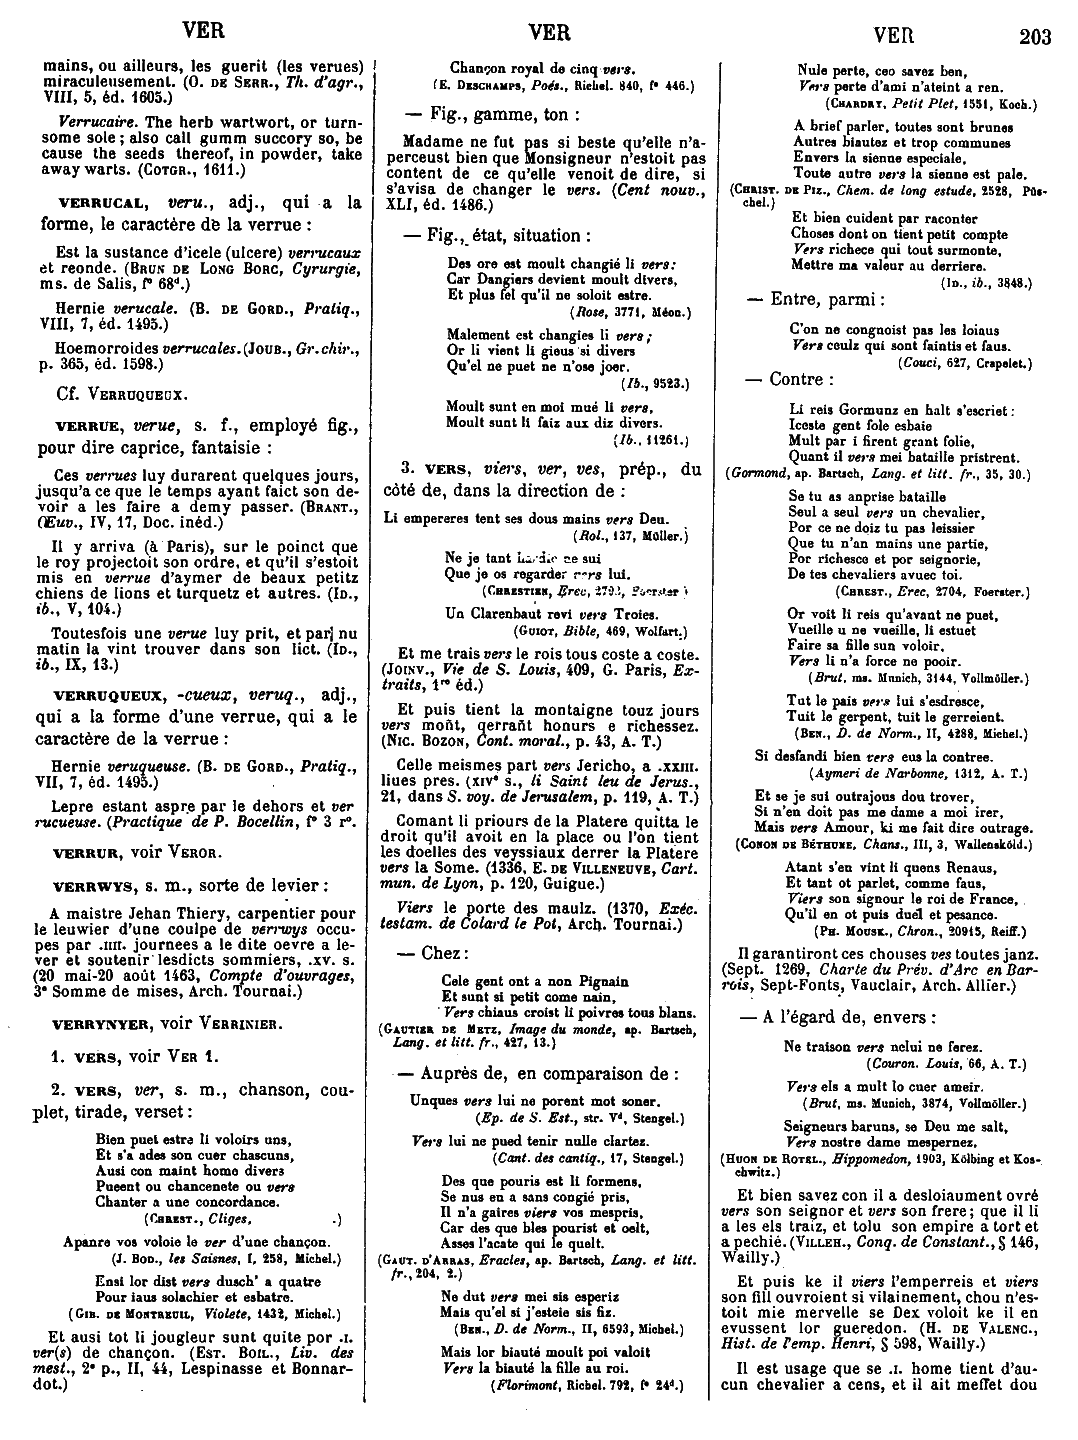 VER
VER
VER
203
mains, ou ailleurs, les guerit (les verues)
miraculeusement. (O. DE SERR., Th. d'agr.,
VIII, 5, éd. 1605.)
Verrucaire. The herb wartwort, or turn-
some sole; also call gumm succory so, be
cause the seeds thereof, in powder, take
away warts. (COTGR., 1611.)
VERRUCAL, veru., adj., qui a la
forme, le caractère de la verrue :
Est la sustance d'icele (ulcere) verrucaux
et reonde. (BRUN DE LONG BORC, Cyrurgie,
ms. de Salis, fº 68ᵈ.)
Hernie verucale. (B. DE GORD., Pratiq.,
VIII, 7, éd. 1495.)
Hoemorroides verrucales. (JOUB., Gr. chir.,
p. 365, éd. 1598.)
Cf. VERRUQUEUX.
VERRUE, verue, s. f., employé fig.,
pour dire caprice, fantaisie :
Ces verrues luy durarent quelques jours,
jusqu'a ce que le temps ayant faict son de-
voir a les faire a demy passer. (BRANT.,
Œuv., IV, 17, Doc. inéd.)
Il y arriva (à Paris), sur le poinct que
le roy projectoit son ordre, et qu'il s'estoit
mis en verrue d'aymer de beaux petitz
chiens de lions et turquetz et autres. (ID.,
ib., V, 104.)
Toutesfois une verue luy prit, et par nu
matin la vint trouver dans son lict. (ID.,
ib., IX, 13.)
VERRUQUEUX, -cueux, veruq., adj.,
qui a la forme d'une verrue, qui a le
caractère de la verrue :
Hernie veruqueuse. (B. DE GORD., Pratiq.,
VII, 7, éd. 1495.)
Lepre estant aspre par le dehors et ver
rucueuse. (Practique de P. Bocellin, fº 3 rº.
VERRUR, voir VEROR.
VERRWYS, s. m., sorte de levier :
A maistre Jehan Thiery, carpentier pour
le leuwier d'une coulpe de verrwys occu-
pes par .IIII. journees a le dite oevre a le-
ver et soutenir lesdicts sommiers, .XV. s.
(20 mai-20 août 1463, Compte d'ouvrages,
3ᵉ Somme de mises, Arch. Tournai.)
VERRYNYER, voir VERRINIER.
1. VERS, voir VER 1.
2. VERS, ver, s. m., chanson, cou-
plet, tirade, verset :
Bien puet estre li voloirs uns,
Et s'a ades son cuer chascuns,
Ausi con maint home divers
Pueent ou chancenete ou vers
Chanter a une concordance.
(CHREST., Cliges, .)
Apanre vos voloie le ver d'une chançon.
(J. BOD., les Saisnes, I, 258, Michel.)
Ensi lor dist vers dusch' a quatre
Pour iaus solachier et esbatre.
(GIB. DE MONTREUIL, Violete, 1432, Michel.)
Et ausi tot li jougleur sunt quite por .I.
ver(s) de chançon. (EST. BOIL., Liv. des
mest., 2ᵉ p., II, 44, Lespinasse et Bonnar-
dot.)
Chançon royal de cinq vers.
(E. DESCHAMPS, Poés., Richel. 840, fº 446.)
— Fig., gamme, ton :
Madame ne fut pas si beste qu'elle n'a-
perceust bien que Monsigneur n'estoit pas
content de ce qu'elle venoit de dire, si
s'avisa de changer le vers. (Cent nouv.,
XLI, éd. 1486.)
— Fig., état, situation :
Des ore est moult changié li vers:
Car Dangiers devient moult divers,
Et plus fel qu'il ne soloit estre.
(Rose, 3771, Méon.)
Malement est changies li vers;
Or li vient li gieus si divers
Qu'el ne puet ne n'ose joer.
(Ib., 9523.)
Moult sunt en moi mué li vers,
Moult sunt li faiz aux diz divers.
(Ib., 11261.)
3. VERS, viers, ver, ves, prép., du
côté de, dans la direction de :
Li empereres tent ses dous mains vers Deu.
(Rol., 137, Müller.)
Ne je tant hardie ne sui
Que je os regarder vers lui.
(CHRESTIEN, Erec, Foerster)
Un Clarenbaut revi vers Troies.
(GUIOT, Bible, 469, Wolfart.)
Et me trais vers le rois tous coste a coste.
(JOINV., Vie de S. Louis, 409, G. Paris, Ex-
traits, 1ʳᵉ éd.)
Et puis tient la montaigne touz jours
vers moñt, qerrañt honurs e richessez.
(NIC. BOZON, Cont. moral., p. 43, A. T.)
Celle meismes part vers Jericho, a .XXIII.
liues pres. (XIVᵉ s., li Saint leu de Jerus.,
21, dans S. voy. de Jerusalem, p. 119, A. T.)
Comant li priours de la Platere quitta le
droit qu'il avoit en la place ou l'on tient
les doelles des veyssiaux derrer la Platere
vers la Some. (1336, E. DE VILLENEUVE, Cart.
mun. de Lyon, p. 120, Guigue.)
Viers le porte des maulz. (1370, Exéc.
testam. de Colard le Pot, Arch. Tournai.)
— Chez :
Cele gent ont a non Pignain
Et sunt si petit come nain,
Vers chiaus croist li poivres tous blans.
(GAUTIER DE METZ, Image du monde, ap. Bartsch,
Lang. et litt. fr., 427, 13.)
— Auprès de, en comparaison de :
Unques vers lui ne porent mot soner.
(Ep. de S. Est., str. Vᵈ, Stengel.)
Vers lui ne pued tenir nulle clartez.
(Cant. des cantiq., 17, Stengel.)
Des que pouris est li formens,
Se nus en a sans congié pris,
Il n'a gaires viers vos mespris,
Car des que bles pourist et oelt,
Asses l'acate qui le quelt.
(GAUT. D'ARRAS, Eracles, ap. Bartsch, Lang. et litt.
fr., 204, 2.)
Ne dut vers mei sis esperiz
Mais qu'el si j'esteie sis fiz.
(BEN., D. de Norm., II, 6593, Michel.)
Mais lor biauté moult poi valoit
Vers la biauté la fille au roi.
(Florimont, Richel. 792, fº 24ᵈ.)
Nule perte, ceo savez ben,
Vers perte d'ami n'ateint a ren.
(CHARDRY, Petit Plet, 1551, Koch.)
A brief parler, toutes sont brunes
Autres biautez et trop communes
Envers la sienne especiale,
Toute autre vers la sienne est pale.
(CHRIST. DE PIZ., Chem. de long estude, 2528, Püs-
chel.)
Et bien cuident par raconter
Choses dont on tient petit compte
Vers richece qui tout surmonte,
Mettre ma valeur au derriere.
(ID., ib., 3848.)
— Entre, parmi :
C'on ne congnoist pas les loiaus
Vers ceulz qui sont faintis et faus.
(Couci, 627, Crapelet.)
— Contre :
Li reis Gormunz en halt s'escriet :
Iceste gent fole esbaie
Mult par i firent grant folie,
Quant il vers mei bataille pristrent.
(Gormond, ap. Bartsch, Lang. et litt. fr., 35, 30.)
Se tu as anprise bataille
Seul a seul vers un chevalier,
Por ce ne doiz tu pas leissier
Que tu n'an mains une partie,
Por richesce et por seignorie,
De tes chevaliers avuec toi.
(CHREST., Erec, 2704, Foerster.)
Or voit li reis qu'avant ne puet,
Vueille u ne vueille, li estuet
Faire sa fille sun voloir,
Vers li n'a force ne pooir.
(Brut, ms. Munich, 3144, Vollmöller.)
Tut le pais vers lui s'esdresce,
Tuit le gerpent, tuit le gerreient.
(BEN., D. de Norm., II, 4288, Michel.)
Si desfandi bien vers eus la contree.
(Aymeri de Narbonne, 1312, A. T.)
Et se je sui outrajous dou trover,
Si n'en doit pas me dame a moi irer,
Mais vers Amour, ki me fait dire outrage.
(CONON DE BÉTHUNE, Chans., III, 3, Wallensköld.)
Atant s'en vint li quens Renaus,
Et tant ot parlet, comme faus,
Viers son signour le roi de France,
Qu'il en ot puis duel et pesance.
(PH. MOUSK., Chron., 20915, Reiff.)
Il garantiront ces chouses ves toutes janz.
(Sept. 1269, Charte du Prév. d'Arc en Bar-
rois, Sept-Fonts, Vauclair, Arch. Allier.)
— A l'égard de, envers :
Ne traison vers nelui ne ferez.
(Couron. Louis, 66, A. T.)
Vers els a mult lo cuer ameir.
(Brut, ms. Munich, 3874, Vollmöller.)
Seigneurs baruns, se Deu me salt,
Vers nostre dame mespernez.
(HUON DE ROTEL., Hippomedon, 1903, Kölbing et Kos-
chwitz.)
Et bien savez con il a desloiaument ovré
vers son seignor et vers son frere; que il li
a les els traiz, et tolu son empire a tort et
a pechié. (VILLEH., Conq. de Constant., § 146,
Wailly.)
Et puis ke il viers l'emperreis et viers
son fill ouvroient si vilainement, chou n'es-
toit mie mervelle se Dex voloit ke il en
evussent lor gueredon. (H. DE VALENC.,
Hist. de l'emp. Henri, § 598, Wailly.)
Il est usage que se .I. home tient d'au-
cun chevalier a cens, et il ait meffet dou